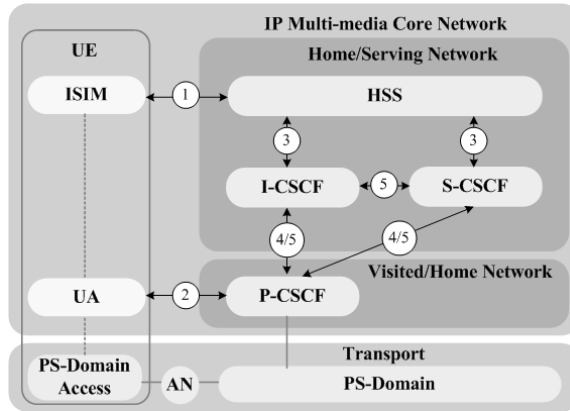 IP Multi-media Core Network
UE
Home/Serving Network
ISIM
1
HSS
3
3
I-CSCF
5
S-CSCF
4/5
4/5
Visited/Home Network
UA
2
P-CSCF
Transport
PS-Domain
Access
AN
PS-Domain